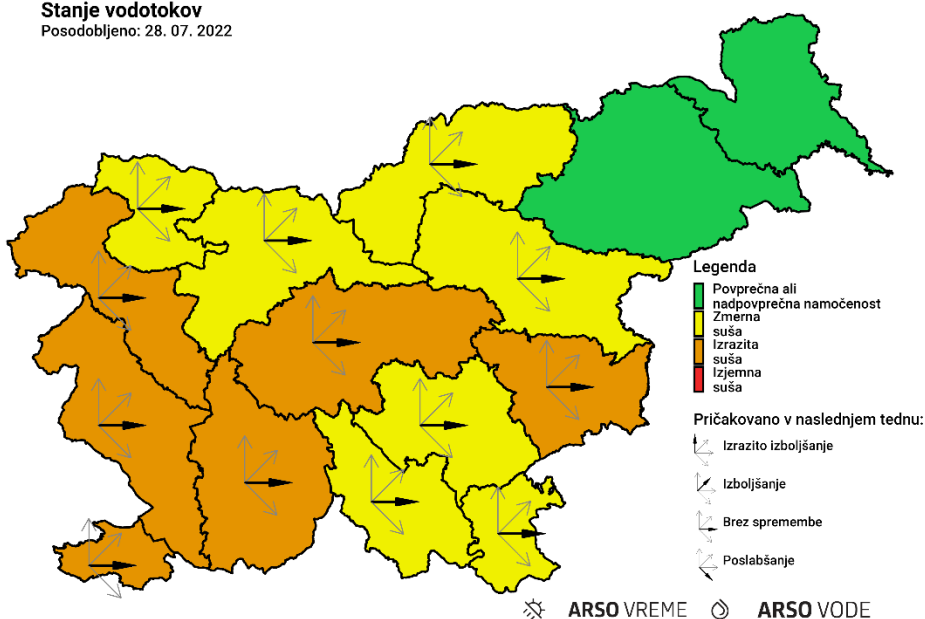 Stanje vodotokov
Posodobljeno: 28. 07. 2022
Legenda
Povprečna ali
nadpovprečna namočenost
Zmerna
suša
Izrazita
suša
Izjemna
suša
Pričakovano v naslednjem tednu:
Izrazito izboljšanje
Izboljšanje
Brez spremembe
Poslabšanje
ARSO VREME ARSO VODE